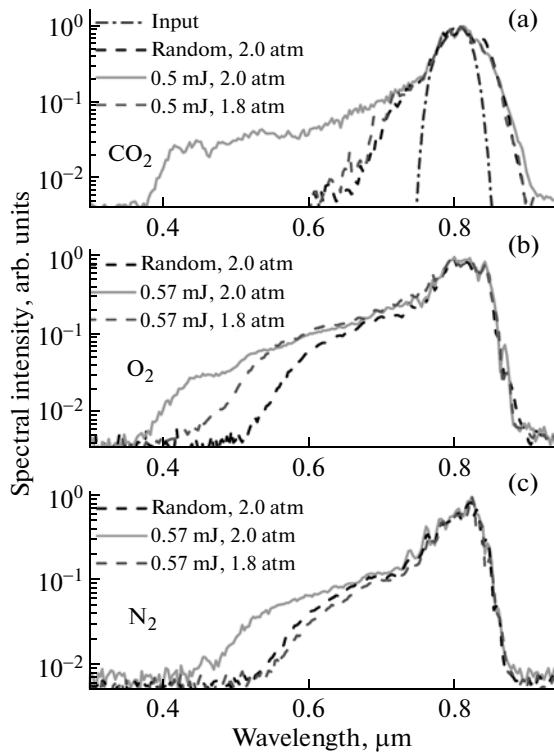 (a)
Input
Random, 2.0 atm
0.5 mJ, 2.0 atm
0.5 mJ, 1.8 atm
CO2
10^0
10^-1
10^-2
0.4 0.6 0.8
(b)
Random, 2.0 atm
0.57 mJ, 2.0 atm
0.57 mJ, 1.8 atm
O2
10^0
10^-1
10^-2
0.4 0.6 0.8
(c)
Random, 2.0 atm
0.57 mJ, 2.0 atm
0.57 mJ, 1.8 atm
N2
10^0
10^-1
10^-2
0.4 0.6 0.8
Wavelength, μm
Spectral intensity, arb. units